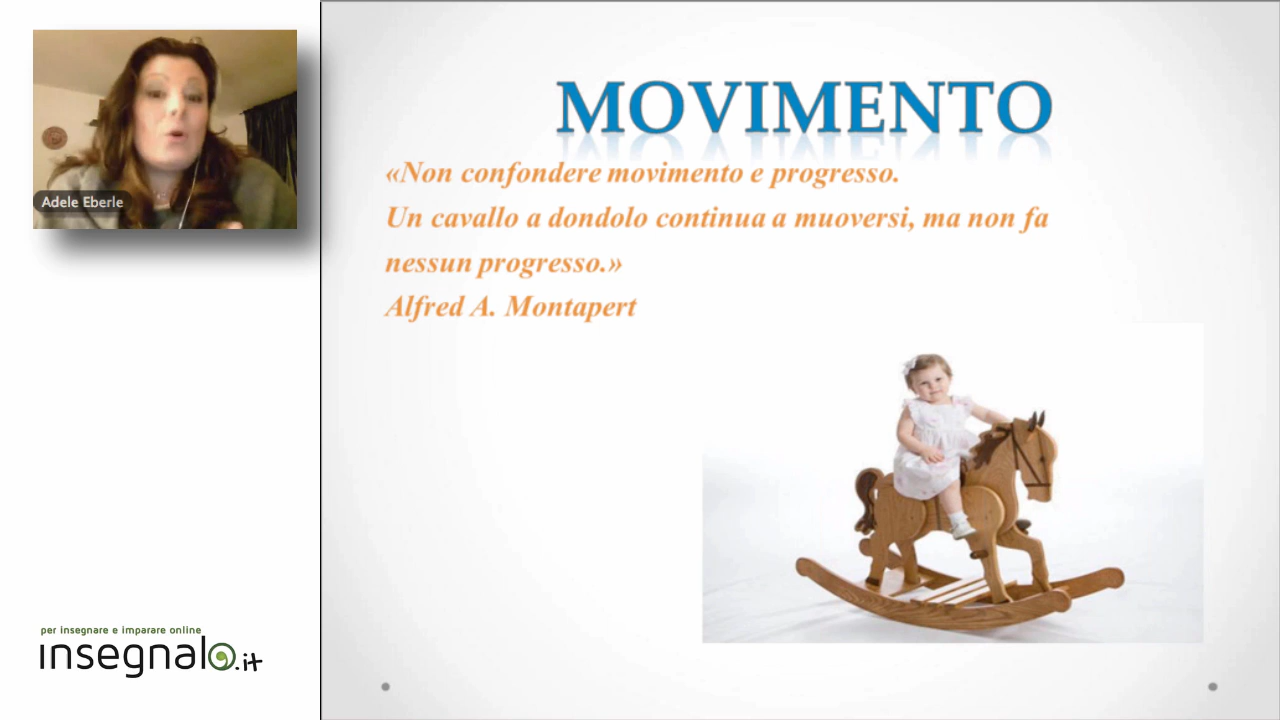 Adele Eberle
MOVIMENTO
«Non confondere movimento e progresso.
Un cavallo a dondolo continua a muoversi, ma non fa
nessun progresso.»
Alfred A. Montapert
per insegnare e imparare online
insegnalo.it